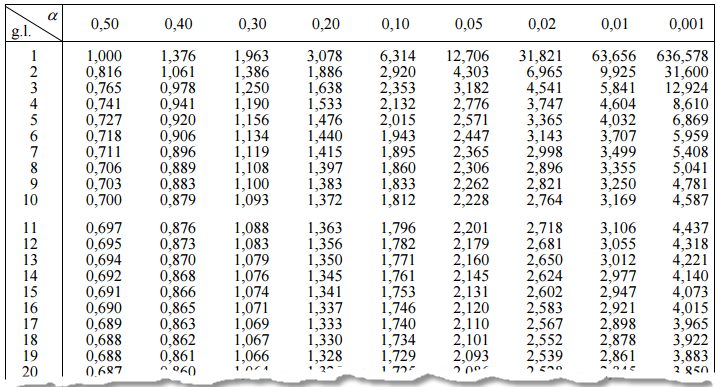 α 0,50 0,40 0,30 0,20 0,10 0,05 0,02 0,01 0,001
g.l.
1 1,000 1,376 1,963 3,078 6,314 12,706 31,821 63,656 636,578
2 0,816 1,061 1,386 1,886 2,920 4,303 6,965 9,925 31,600
3 0,765 0,978 1,250 1,638 2,353 3,182 4,541 5,841 12,924
4 0,741 0,941 1,190 1,533 2,132 2,776 3,747 4,604 8,610
5 0,727 0,920 1,156 1,476 2,015 2,571 3,365 4,032 6,869
6 0,718 0,906 1,134 1,440 1,943 2,447 3,143 3,707 5,959
7 0,711 0,896 1,119 1,415 1,895 2,365 2,998 3,499 5,408
8 0,706 0,889 1,108 1,397 1,860 2,306 2,896 3,355 5,041
9 0,703 0,883 1,100 1,383 1,833 2,262 2,821 3,250 4,781
10 0,700 0,879 1,093 1,372 1,812 2,228 2,764 3,169 4,587
11 0,697 0,876 1,088 1,363 1,796 2,201 2,718 3,106 4,437
12 0,695 0,873 1,083 1,356 1,782 2,179 2,681 3,055 4,318
13 0,694 0,870 1,079 1,350 1,771 2,160 2,650 3,012 4,221
14 0,692 0,868 1,076 1,345 1,761 2,145 2,624 2,977 4,140
15 0,691 0,866 1,074 1,341 1,753 2,131 2,602 2,947 4,073
16 0,690 0,865 1,071 1,337 1,746 2,120 2,583 2,921 4,015
17 0,689 0,863 1,069 1,333 1,740 2,110 2,567 2,898 3,965
18 0,688 0,862 1,067 1,330 1,734 2,101 2,552 2,878 3,922
19 0,688 0,861 1,066 1,328 1,729 2,093 2,539 2,861 3,883
20 0,687 0,860 3,850